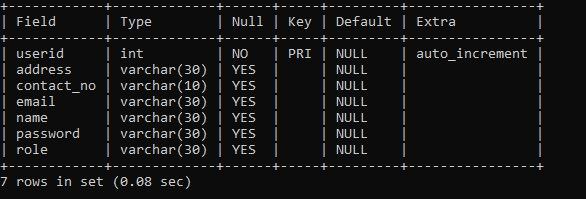 +------------+-------------+------+-----+---------+----------------+
| Field      | Type        | Null | Key | Default | Extra          |
+------------+-------------+------+-----+---------+----------------+
| userid     | int         | NO   | PRI | NULL    | auto_increment |
| address    | varchar(30) | YES  |     | NULL    |                |
| contact_no | varchar(10) | YES  |     | NULL    |                |
| email      | varchar(30) | YES  |     | NULL    |                |
| name       | varchar(30) | YES  |     | NULL    |                |
| password   | varchar(30) | YES  |     | NULL    |                |
| role       | varchar(30) | YES  |     | NULL    |                |
+------------+-------------+------+-----+---------+----------------+
7 rows in set (0.08 sec)